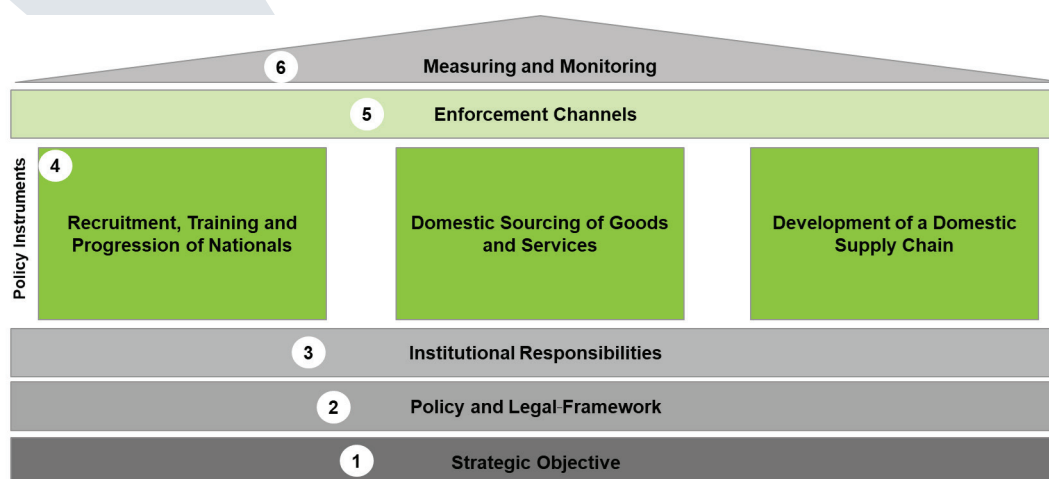 6 Measuring and Monitoring
5 Enforcement Channels
Policy Instruments
4
Recruitment, Training and
Progression of Nationals
Domestic Sourcing of Goods
and Services
Development of a Domestic
Supply Chain
3 Institutional Responsibilities
2 Policy and Legal-Framework
1 Strategic Objective